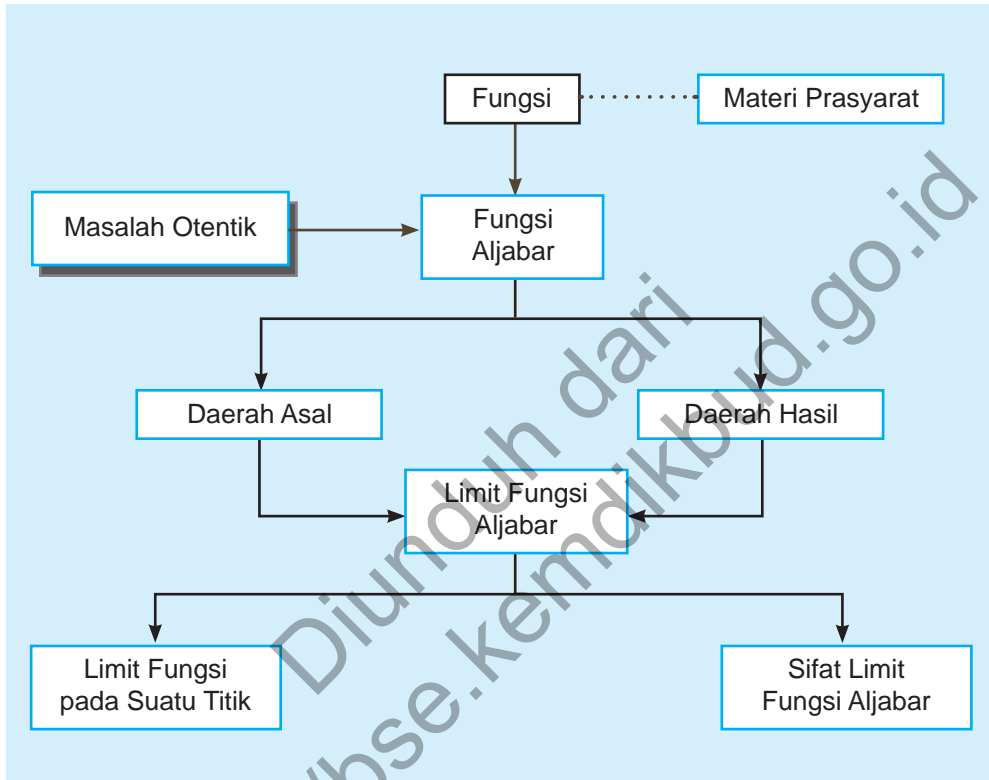 Fungsi
Materi Prasyarat
Masalah Otentik
Fungsi
Aljabar
Daerah Asal
Daerah Hasil
Limit Fungsi
Aljabar
Limit Fungsi
pada Suatu Titik
Sifat Limit
Fungsi Aljabar
Diunduh dari
/bse.kemdikbud.go.id